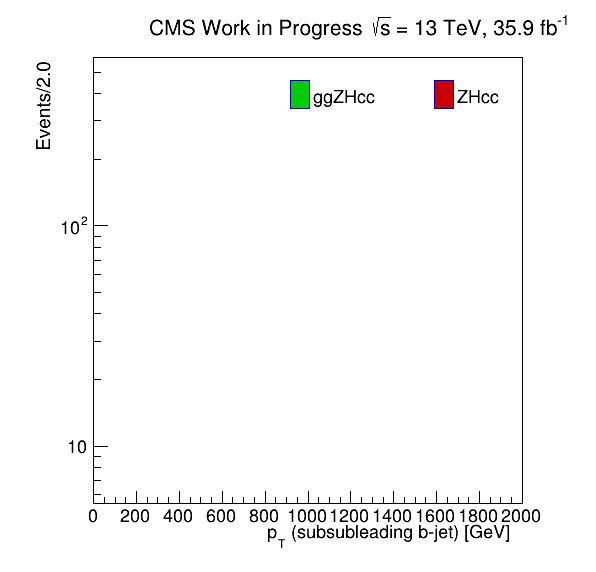 CMS Work in Progress √s = 13 TeV, 35.9 fb⁻¹
Events/2.0
ggZHcc ZHcc
10²
10
0 200 400 600 800 1000 1200 1400 1600 1800 2000
p_T (subsubleading b-jet) [GeV]